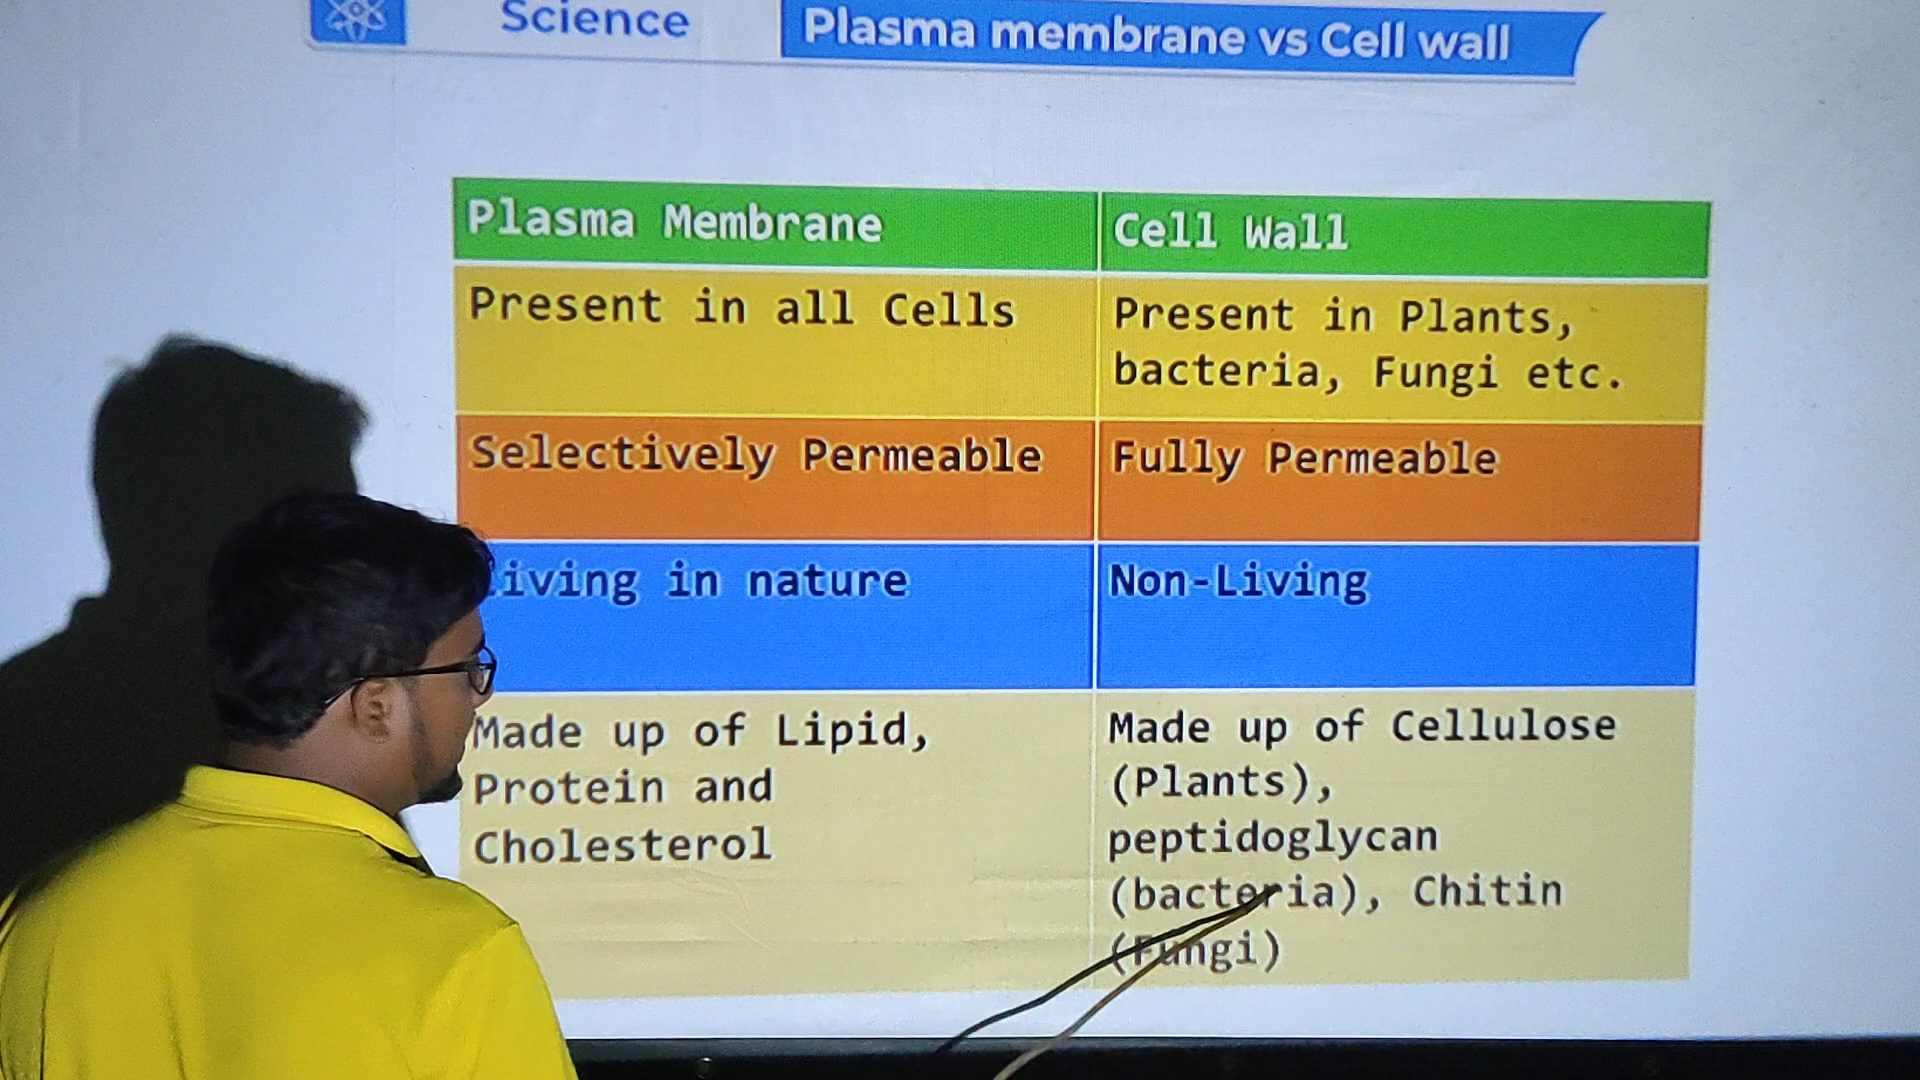 Science
Plasma membrane vs Cell wall
Plasma Membrane
Cell Wall
Present in all Cells
Present in Plants,
bacteria, Fungi etc.
Selectively Permeable
Fully Permeable
Living in nature
Non-Living
Made up of Lipid,
Protein and
Cholesterol
Made up of Cellulose
(Plants),
peptidoglycan
(bacteria), Chitin
(Fungi)